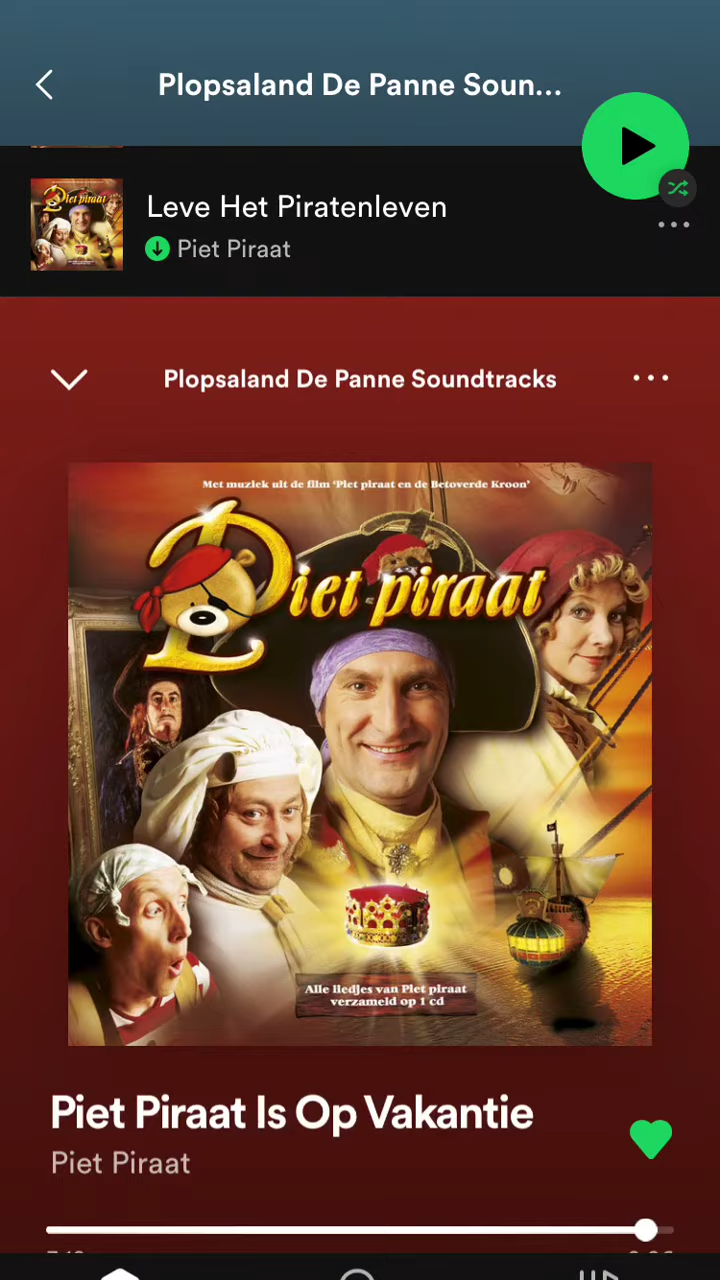 Plopsaland De Panne Soun...
Piet piraat
Leve Het Piratenleven
Piet Piraat
Plopsaland De Panne Soundtracks
Met muziek uit de film ‘Piet piraat en de Betoverde Kroon’
Piet piraat
Alle liedjes van Piet piraat
verzameld op 1 cd
Piet Piraat Is Op Vakantie
Piet Piraat